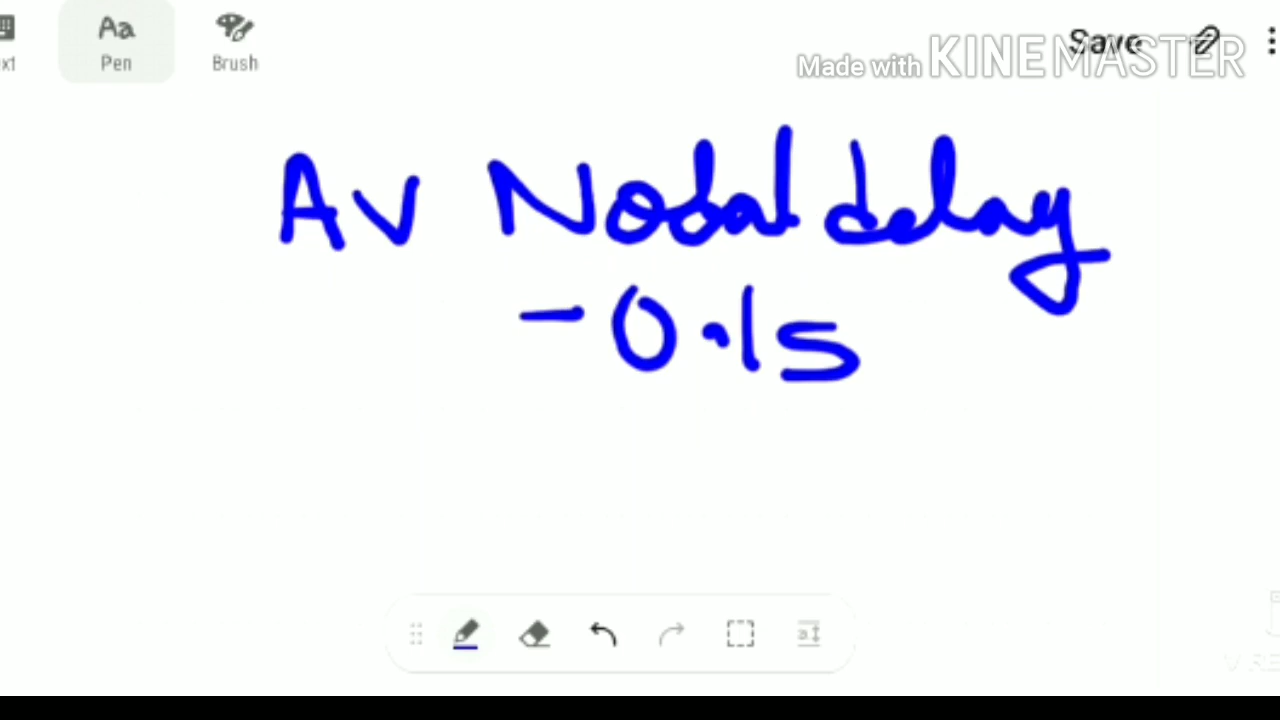 Aa
Pen
Brush
Save
Made with KINEMASTER
AV Nodal delay
- 0.1s